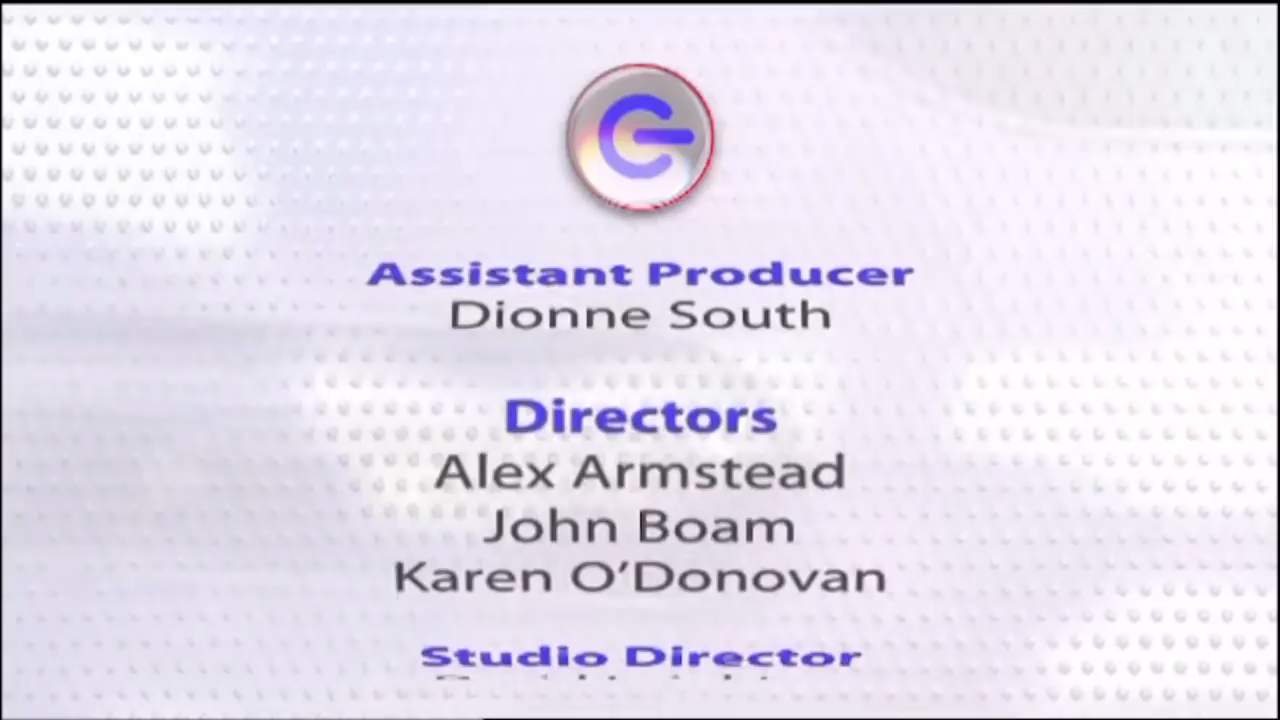 Assistant Producer
Dionne South
Directors
Alex Armstead
John Boam
Karen O'Donovan
Studio Director